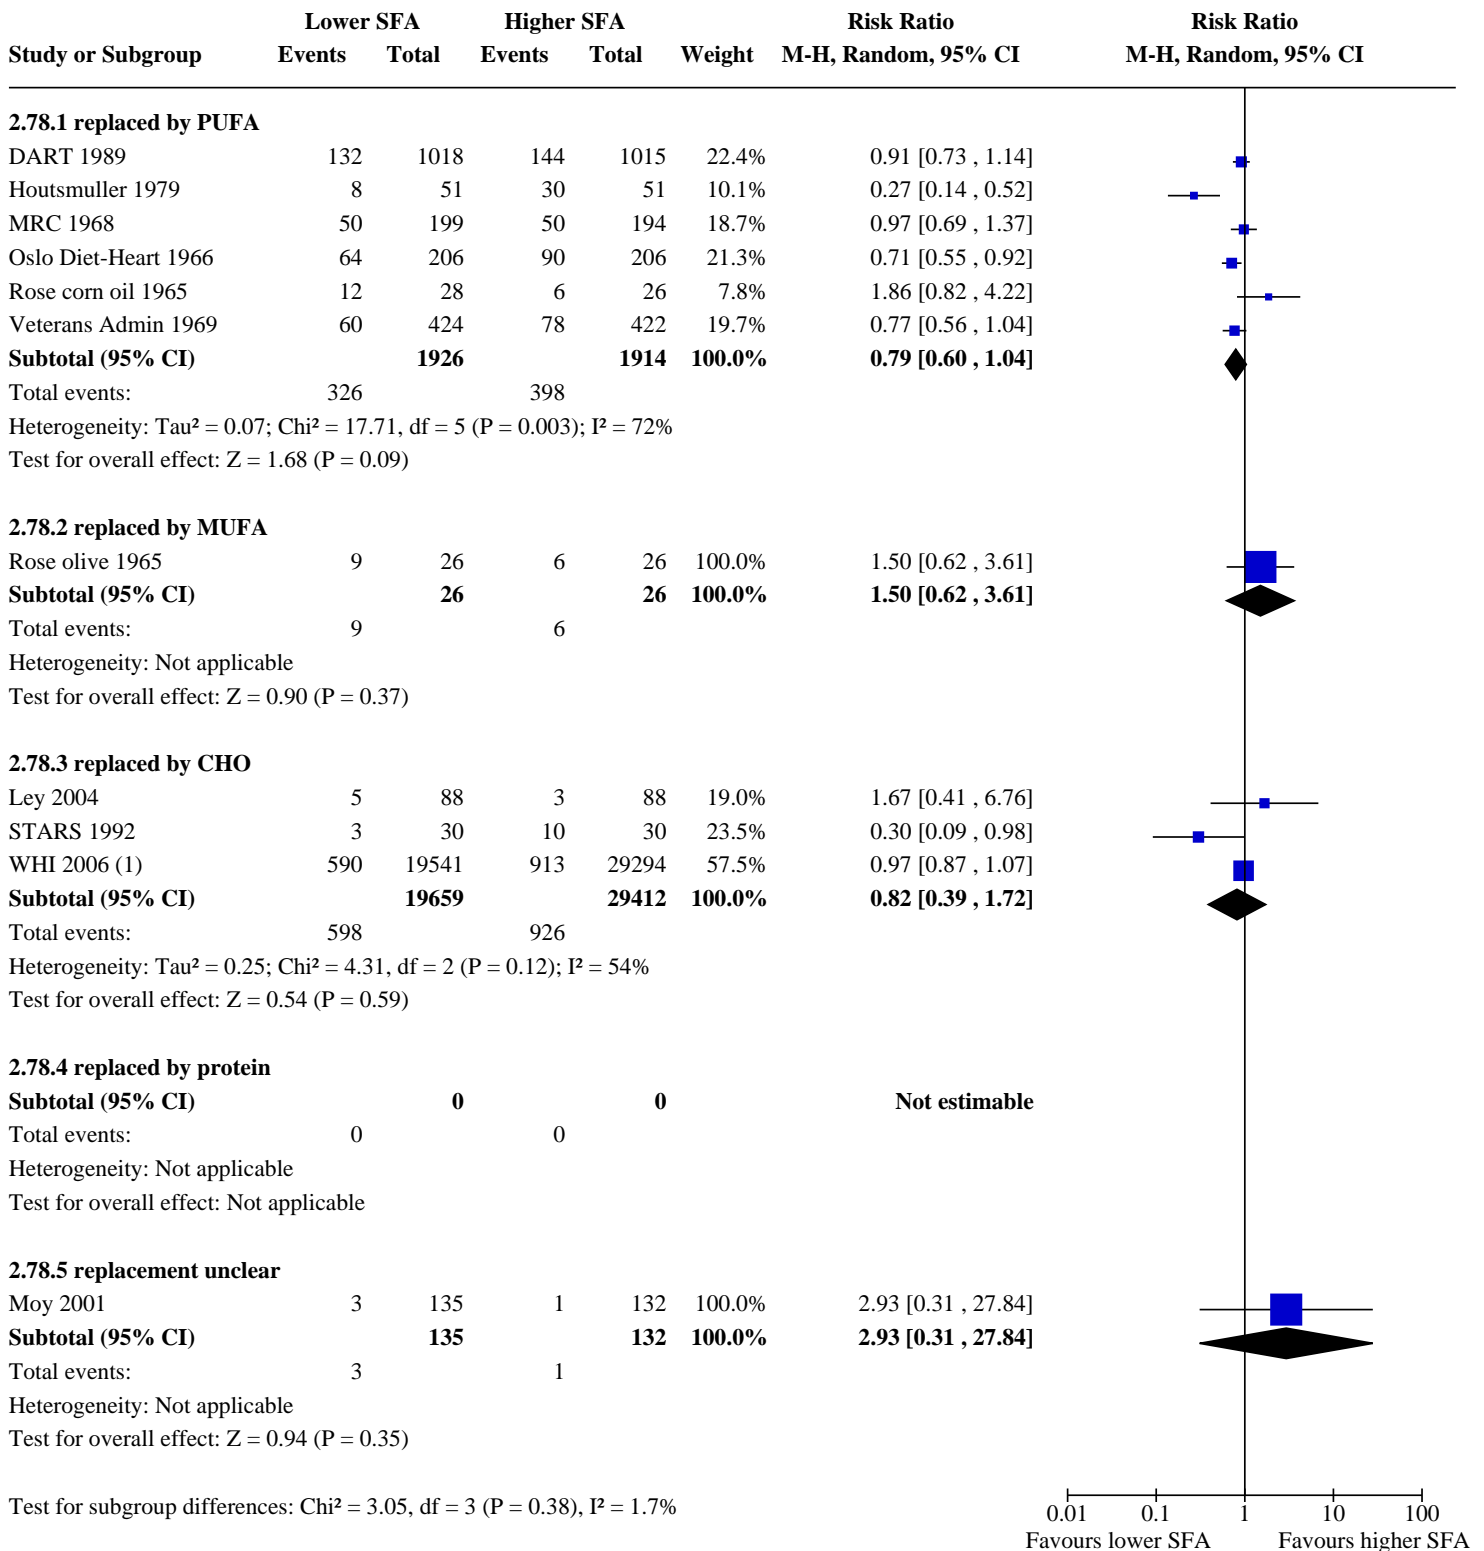 Lower SFA Higher SFA Risk Ratio Risk Ratio
Study or Subgroup Events Total Events Total Weight M-H, Random, 95% CI M-H, Random, 95% CI
2.78.1 replaced by PUFA
DART 1989 132 1018 144 1015 22.4% 0.91 [0.73 , 1.14]
Houtsmuller 1979 8 51 30 51 10.1% 0.27 [0.14 , 0.52]
MRC 1968 50 199 50 194 18.7% 0.97 [0.69 , 1.37]
Oslo Diet-Heart 1966 64 206 90 206 21.3% 0.71 [0.55 , 0.92]
Rose corn oil 1965 12 28 6 26 7.8% 1.86 [0.82 , 4.22]
Veterans Admin 1969 60 424 78 422 19.7% 0.77 [0.56 , 1.04]
Subtotal (95% CI) 1926 1914 100.0% 0.79 [0.60 , 1.04]
Total events: 326 398
Heterogeneity: Tau² = 0.07; Chi² = 17.71, df = 5 (P = 0.003); I² = 72%
Test for overall effect: Z = 1.68 (P = 0.09)
2.78.2 replaced by MUFA
Rose olive 1965 9 26 6 26 100.0% 1.50 [0.62 , 3.61]
Subtotal (95% CI) 26 26 100.0% 1.50 [0.62 , 3.61]
Total events: 9 6
Heterogeneity: Not applicable
Test for overall effect: Z = 0.90 (P = 0.37)
2.78.3 replaced by CHO
Ley 2004 5 88 3 88 19.0% 1.67 [0.41 , 6.76]
STARS 1992 3 30 10 30 23.5% 0.30 [0.09 , 0.98]
WHI 2006 (1) 590 19541 913 29294 57.5% 0.97 [0.87 , 1.07]
Subtotal (95% CI) 19659 29412 100.0% 0.82 [0.39 , 1.72]
Total events: 598 926
Heterogeneity: Tau² = 0.25; Chi² = 4.31, df = 2 (P = 0.12); I² = 54%
Test for overall effect: Z = 0.54 (P = 0.59)
2.78.4 replaced by protein
Subtotal (95% CI) 0 0 Not estimable
Total events: 0 0
Heterogeneity: Not applicable
Test for overall effect: Not applicable
2.78.5 replacement unclear
Moy 2001 3 135 1 132 100.0% 2.93 [0.31 , 27.84]
Subtotal (95% CI) 135 132 100.0% 2.93 [0.31 , 27.84]
Total events: 3 1
Heterogeneity: Not applicable
Test for overall effect: Z = 0.94 (P = 0.35)
Test for subgroup differences: Chi² = 3.05, df = 3 (P = 0.38), I² = 1.7%
0.01 0.1 1 10 100
Favours lower SFA Favours higher SFA